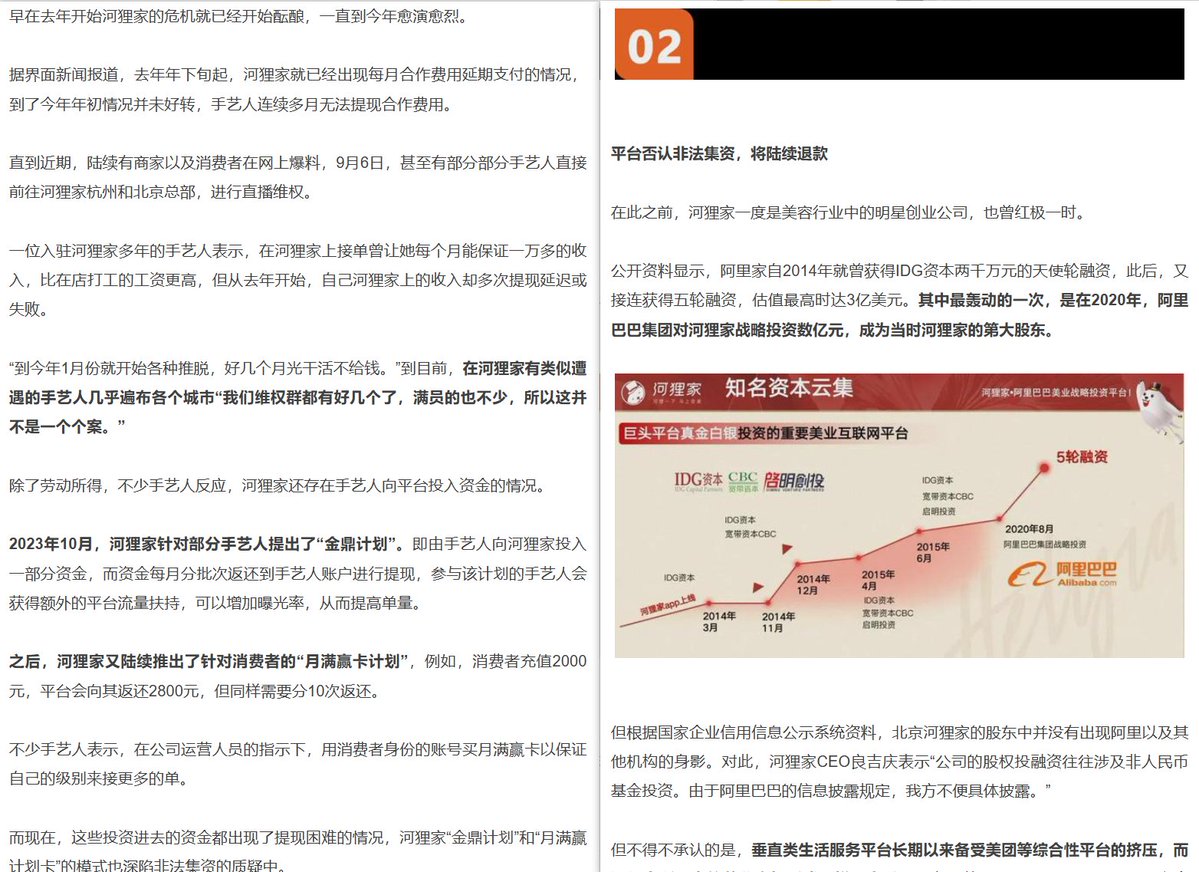 早在去年开始河狸家的危机就已经开始酝酿，一直到今年愈演愈烈。
据界面新闻报道，去年年下旬起，河狸家就已经出现每月合作费用延期支付的情况，
到了今年年初情况并未好转，手艺人连续多月无法提现合作费用。
直到近期，陆续有商家以及消费者在网上爆料，9月6日，甚至有部分部分手艺人直接
前往河狸家杭州和北京总部，进行直播维权。
一位入驻河狸家多年的手艺人表示，在河狸家上接单曾让她每个月能保证一万多的收
入，比在店打工的工资更高，但从去年开始，自己河狸家上的收入却多次提现延迟或
失败。
“到今年1月份就开始各种推脱，好几个月光干活不给钱。”到目前，在河狸家有类似遭
遇的手艺人几乎遍布各个城市“我们维权群都有好几个了，满员的也不少，所以这并
不是一个个案。”
除了劳动所得，不少手艺人反应，河狸家还存在手艺人向平台投入资金的情况。
2023年10月，河狸家针对部分手艺人提出了“金鼎计划”。即由手艺人向河狸家投入
一部分资金，而资金每月分批次返还到手艺人账户进行提现，参与该计划的手艺人会
获得额外的平台流量扶持，可以增加曝光率，从而提高单量。
之后，河狸家又陆续推出了针对消费者的“月满赢卡计划”，例如，消费者充值2000
元，平台会向其返还2800元，但同样需要分10次返还。
不少手艺人表示，在公司运营人员的指示下，用消费者身份的账号买月满赢卡以保证
自己的级别来接更多的单。
而现在，这些投资进去的资金都出现了提现困难的情况，河狸家“金鼎计划”和“月满赢
计划卡”的模式也深陷非法集资的质疑中。
02
平台否认非法集资，将陆续退款
在此之前，河狸家一度是美容行业中的明星创业公司，也曾红极一时。
公开资料显示，阿里家自2014年就曾获得IDG资本两千万元的天使轮融资，此后，又
接连获得五轮融资，估值最高时达3亿美元。其中最轰动的一次，是在2020年，阿里
巴巴集团对河狸家战略投资数亿元，成为当时河狸家的第大股东。
河狸家
知名资本云集
河狸家·阿里巴巴美业战略投资平台！
巨头平台真金白银投资的重要美业互联网平台
IDG资本 CBC 宽带资本 启明创投
IDG Capital Partners
5轮融资
IDG资本
宽带资本CBC
启明投资
IDG资本
宽带资本CBC
2020年8月
阿里巴巴集团战略投资
2015年
6月
IDG资本
2014年
12月
2015年
4月
阿里巴巴
Alibaba.com
河狸家app上线
2014年
3月
2014年
11月
IDG资本
宽带资本CBC
启明投资
但根据国家企业信用信息公示系统资料，北京河狸家的股东中并没有出现阿里以及其
他机构的身影。对此，河狸家CEO良吉庆表示“公司的股权投融资往往涉及非人民币
基金投资。由于阿里巴巴的信息披露规定，我方不便具体披露。”
但不得不承认的是，垂直类生活服务平台长期以来备受美团等综合性平台的挤压，而